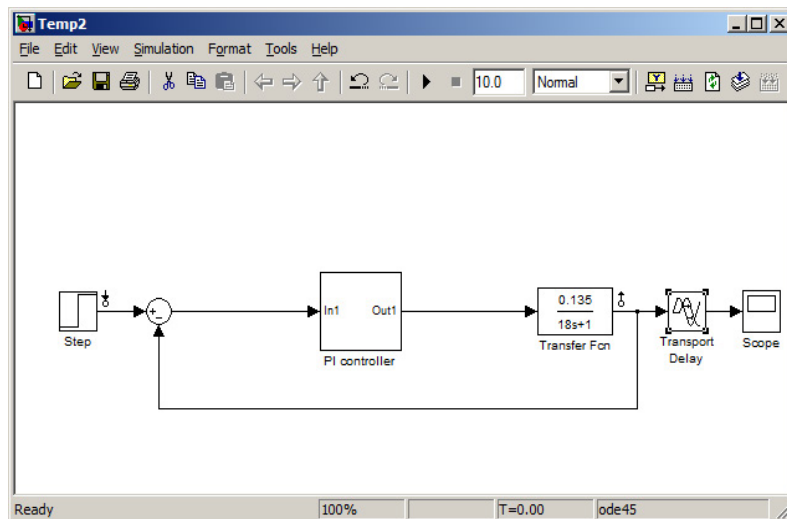 Temp2
File Edit View Simulation Format Tools Help
10.0 Normal
Step
In1 Out1
PI controller
0.135
18s+1
Transfer Fcn
Transport
Delay
Scope
Ready 100% T=0.00 ode45